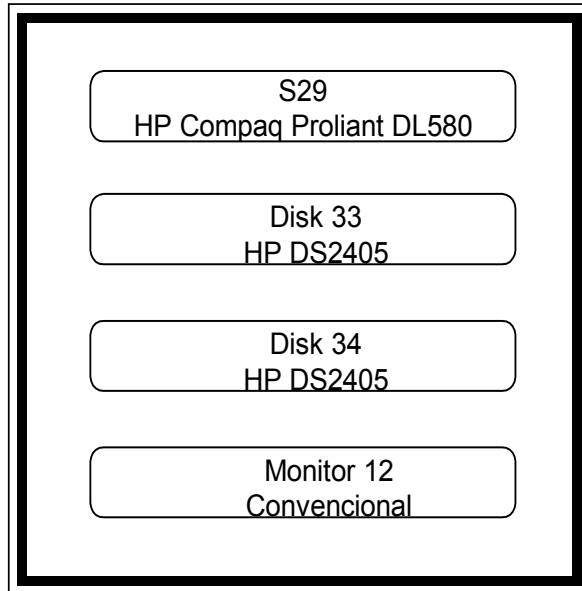 S29
HP Compaq Proliant DL580
Disk 33
HP DS2405
Disk 34
HP DS2405
Monitor 12
Convencional